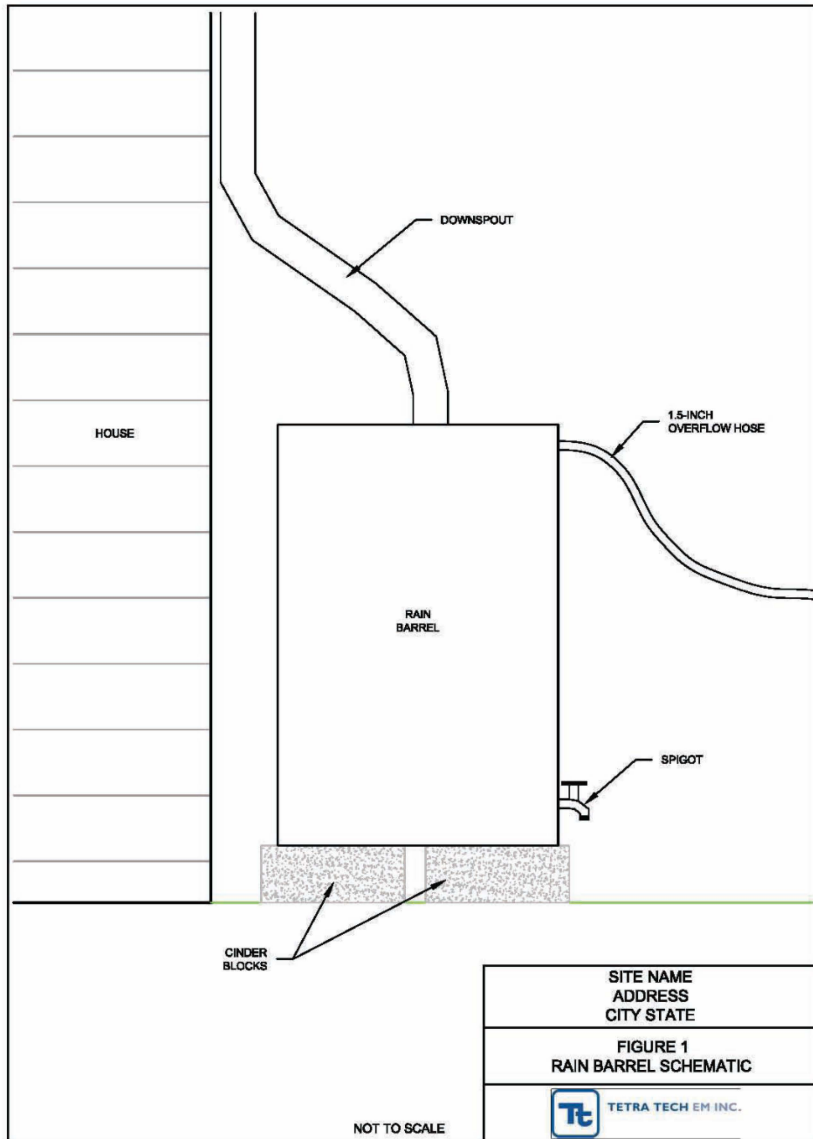 DOWNSPOUT
1.5-INCH
OVERFLOW HOSE
HOUSE
RAIN
BARREL
SPIGOT
CINDER
BLOCKS
SITE NAME
ADDRESS
CITY STATE
FIGURE 1
RAIN BARREL SCHEMATIC
Tt TETRA TECH EM INC.
NOT TO SCALE